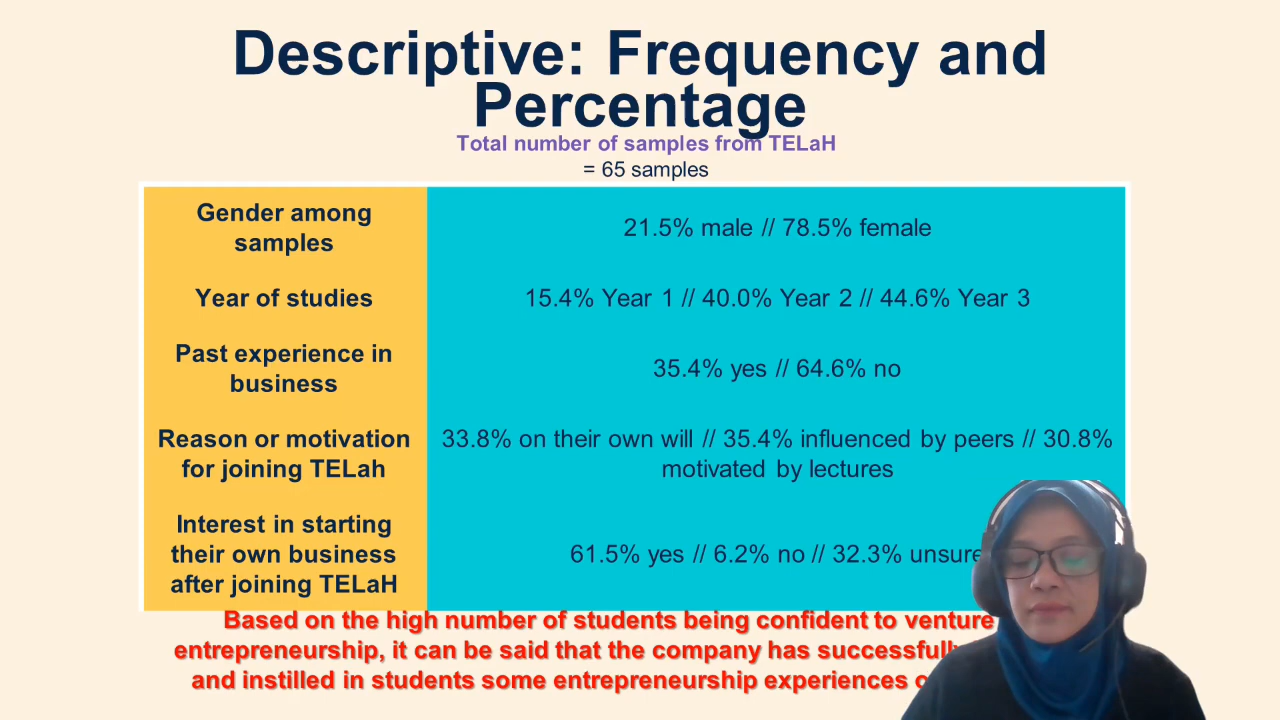 Descriptive: Frequency and
Percentage
Total number of samples from TELaH
= 65 samples
Gender among
samples
21.5% male // 78.5% female
Year of studies
15.4% Year 1 // 40.0% Year 2 // 44.6% Year 3
Past experience in
business
35.4% yes // 64.6% no
Reason or motivation
for joining TELah
33.8% on their own will // 35.4% influenced by peers // 30.8%
motivated by lectures
Interest in starting
their own business
after joining TELaH
61.5% yes // 6.2% no // 32.3% unsure
Based on the high number of students being confident to venture
entrepreneurship, it can be said that the company has
and instilled in students some entrepreneurship experiences